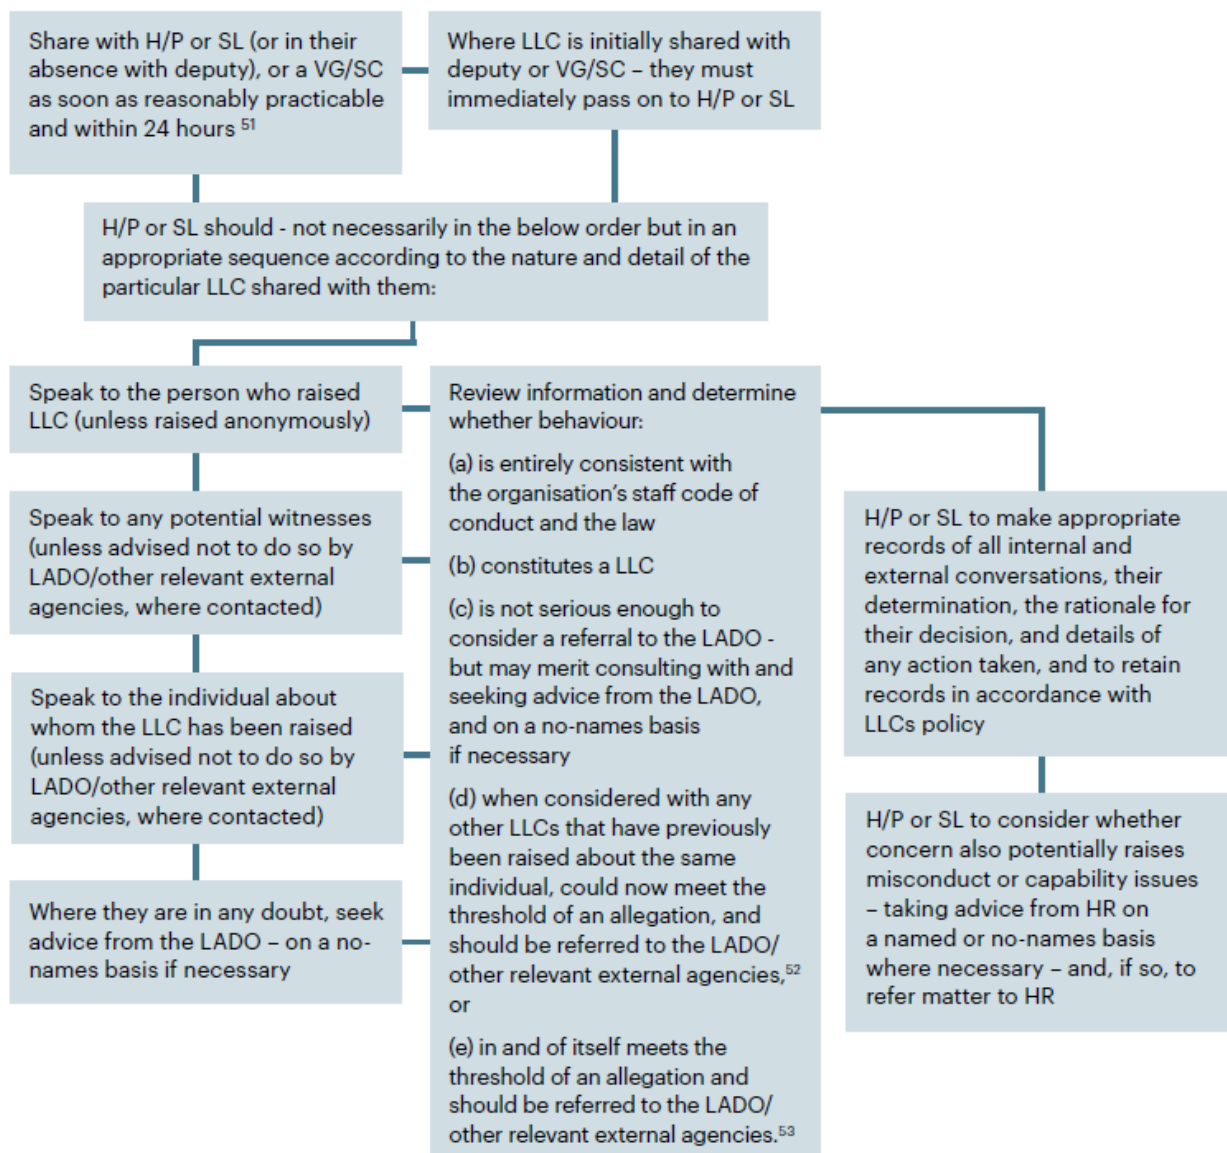 Share with H/P or SL (or in their
absence with deputy), or a VG/SC
as soon as reasonably practicable
and within 24 hours 51
Where LLC is initially shared with
deputy or VG/SC – they must
immediately pass on to H/P or SL
H/P or SL should - not necessarily in the below order but in an
appropriate sequence according to the nature and detail of the
particular LLC shared with them:
Speak to the person who raised
LLC (unless raised anonymously)
Speak to any potential witnesses
(unless advised not to do so by
LADO/other relevant external
agencies, where contacted)
Speak to the individual about
whom the LLC has been raised
(unless advised not to do so by
LADO/other relevant external
agencies, where contacted)
Where they are in any doubt, seek
advice from the LADO – on a no-
names basis if necessary
Review information and determine
whether behaviour:
(a) is entirely consistent with
the organisation’s staff code of
conduct and the law
(b) constitutes a LLC
(c) is not serious enough to
consider a referral to the LADO -
but may merit consulting with and
seeking advice from the LADO,
and on a no-names basis
if necessary
(d) when considered with any
other LLCs that have previously
been raised about the same
individual, could now meet the
threshold of an allegation, and
should be referred to the LADO/
other relevant external agencies,52
or
(e) in and of itself meets the
threshold of an allegation and
should be referred to the LADO/
other relevant external agencies.53
H/P or SL to make appropriate
records of all internal and
external conversations, their
determination, the rationale for
their decision, and details of
any action taken, and to retain
records in accordance with
LLCs policy
H/P or SL to consider whether
concern also potentially raises
misconduct or capability issues
– taking advice from HR on
a named or no-names basis
where necessary – and, if so, to
refer matter to HR